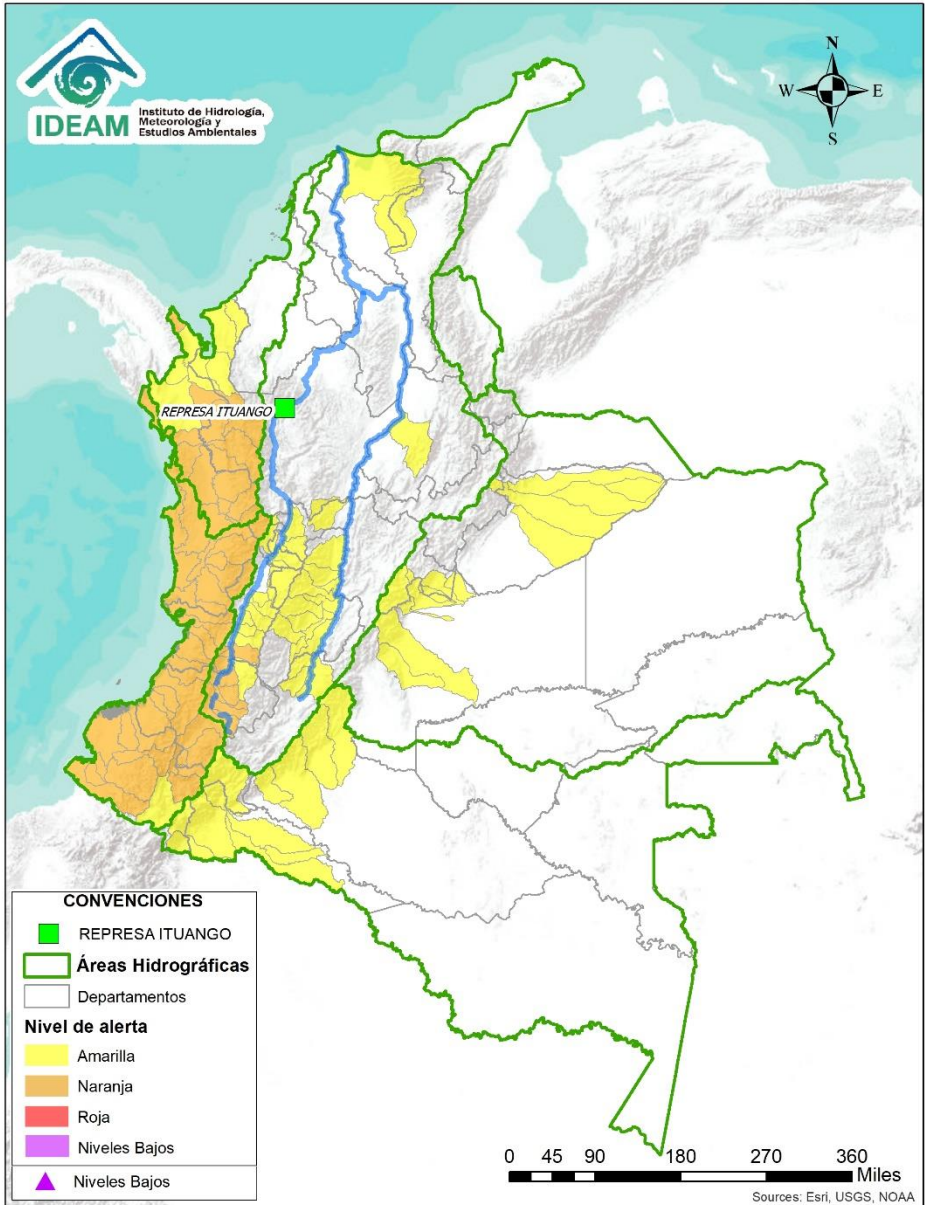 IDEAM
Instituto de Hidrología,
Meteorología y
Estudios Ambientales
N
W
E
S
REPRESA ITUANGO
CONVENCIONES
REPRESA ITUANGO
Áreas Hidrográficas
Departamentos
Nivel de alerta
Amarilla
Naranja
Roja
Niveles Bajos
Niveles Bajos
0 45 90 180 270 360
Miles
Sources: Esri, USGS, NOAA